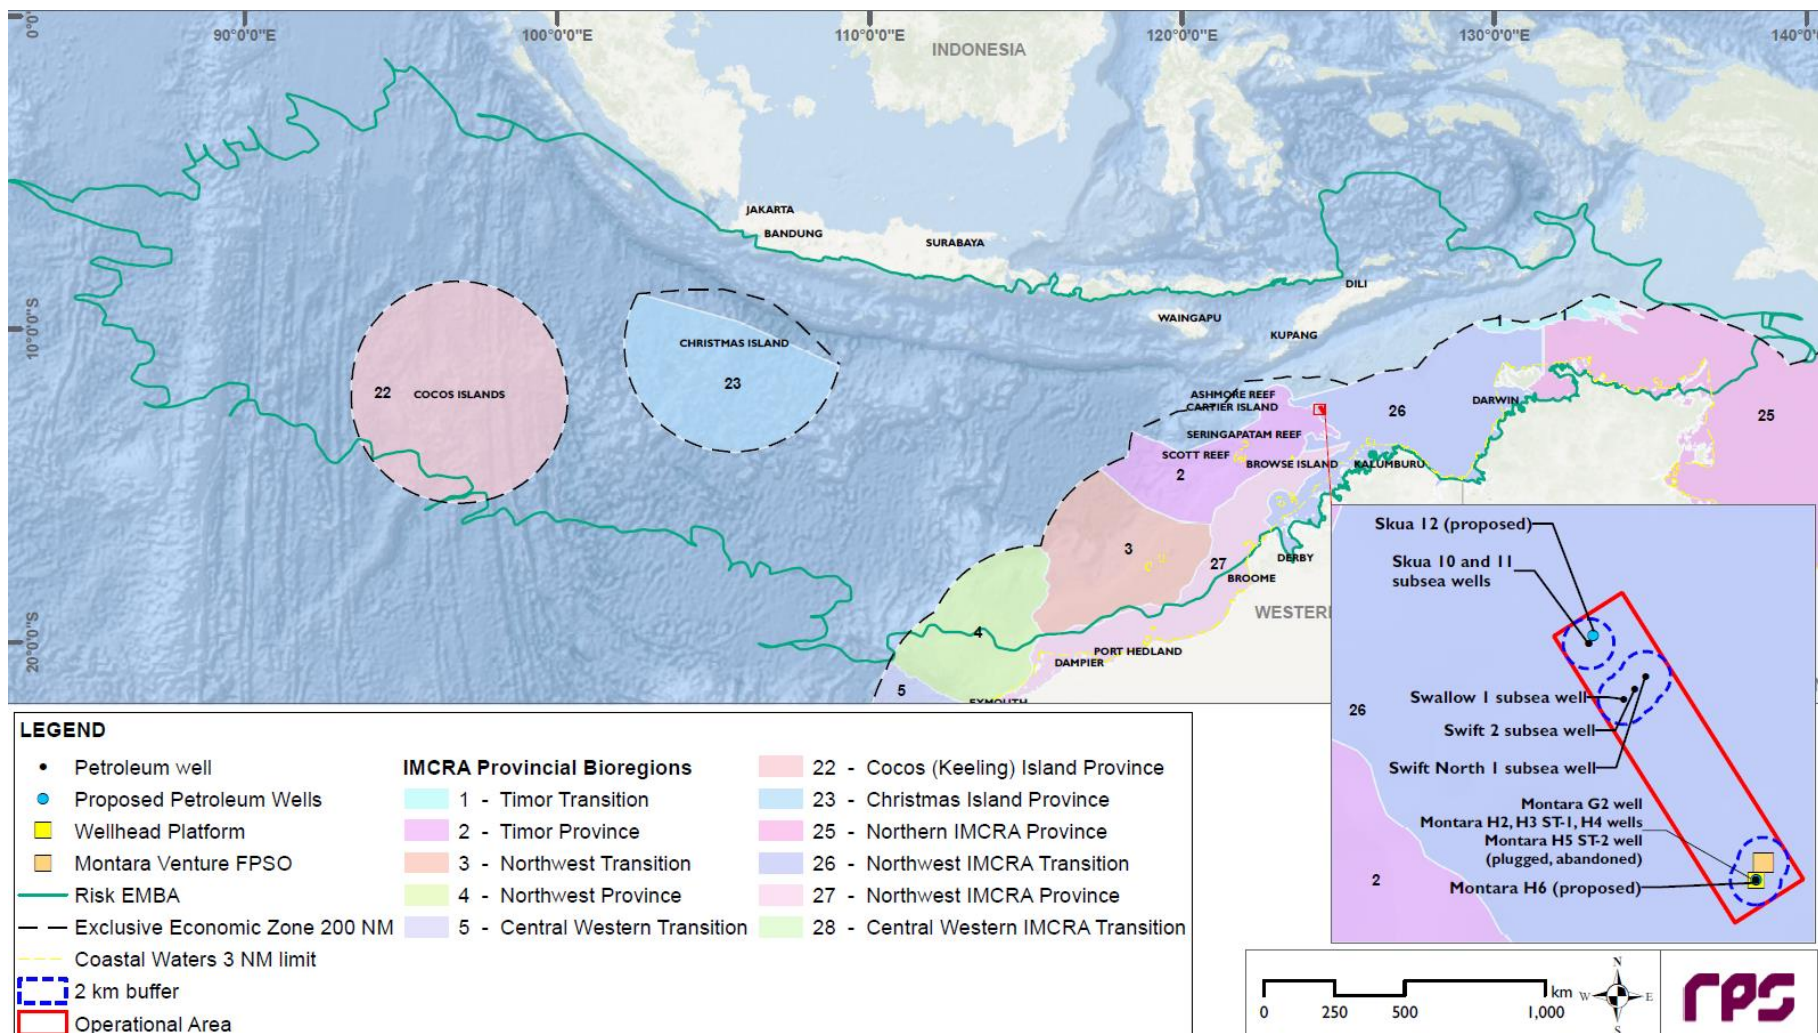 0°0'
90°0'0"E
100°0'0"E
110°0'0"E
120°0'0"E
130°0'0"E
140°0'0
INDONESIA
JAKARTA
BANDUNG
SURABAYA
DILI
WAINGAPU
KUPANG
10°0'0"S
1
1
CHRISTMAS ISLAND
23
22
COCOS ISLANDS
ASHMORE REEF
CARTIER ISLAND
26
DARWIN
25
SERINGAPATAM REEF
SCOTT REEF
BROWSE ISLAND
KALUMBURU
2
3
27
DERBY
BROOME
WESTER
4
20°0'0"S
PORT HEDLAND
DAMPIER
5
EXMOUTH
Skua 12 (proposed)
Skua 10 and 11
subsea wells
Swallow 1 subsea well
26
Swift 2 subsea well
Swift North 1 subsea well
Montara G2 well
Montara H2, H3 ST-1, H4 wells
Montara H5 ST-2 well
(plugged, abandoned)
2
Montara H6 (proposed)
LEGEND
Petroleum well
Proposed Petroleum Wells
Wellhead Platform
Montara Venture FPSO
Risk EMBA
Exclusive Economic Zone 200 NM
Coastal Waters 3 NM limit
2 km buffer
Operational Area
IMCRA Provincial Bioregions
1 - Timor Transition
2 - Timor Province
3 - Northwest Transition
4 - Northwest Province
5 - Central Western Transition
22 - Cocos (Keeling) Island Province
23 - Christmas Island Province
25 - Northern IMCRA Province
26 - Northwest IMCRA Transition
27 - Northwest IMCRA Province
28 - Central Western IMCRA Transition
km
0 250 500 1,000
N
W E
S
rps